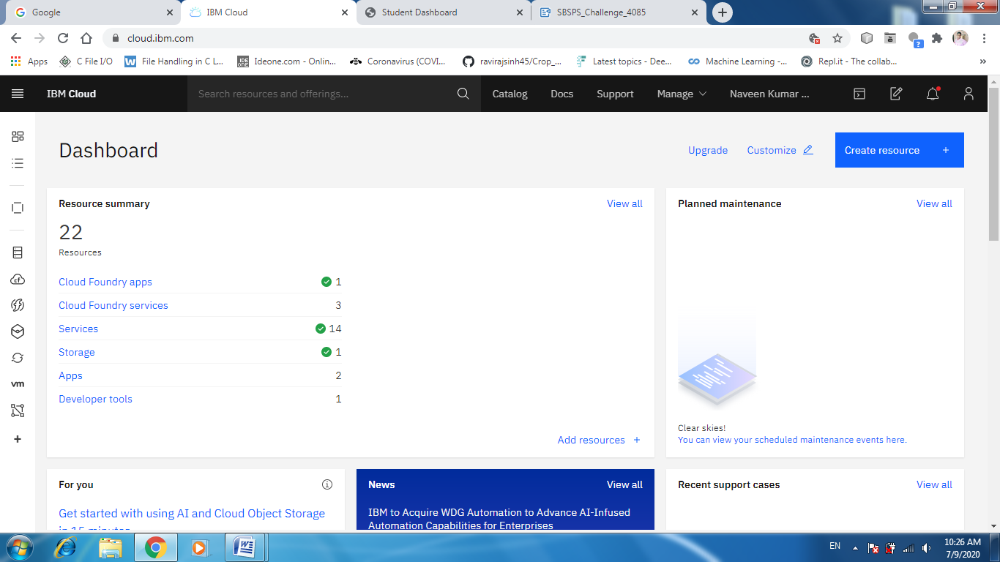 Google
IBM Cloud
Student Dashboard
SBSPS_Challenge_4085
cloud.ibm.com
Apps
C File I/O
File Handling in C L...
Ideone.com - Onlin...
Coronavirus (COVI...
ravirajsinh45/Crop_...
Latest topics - Dee...
Machine Learning -...
Repl.it - The collab...
»
IBM Cloud
Search resources and offerings...
Catalog
Docs
Support
Manage
Naveen Kumar ...
Dashboard
Upgrade
Customize
Create resource +
Resource summary
View all
22
Resources
Cloud Foundry apps 1
Cloud Foundry services 3
Services 14
Storage 1
Apps 2
Developer tools 1
Add resources +
Planned maintenance
View all
Clear skies!
You can view your scheduled maintenance events here.
cf
vm
For you
Get started with using AI and Cloud Object Storage
in 15 minutes
News
View all
IBM to Acquire WDG Automation to Advance AI-Infused
Automation Capabilities for Enterprises
Recent support cases
View all
EN
10:26 AM
7/9/2020